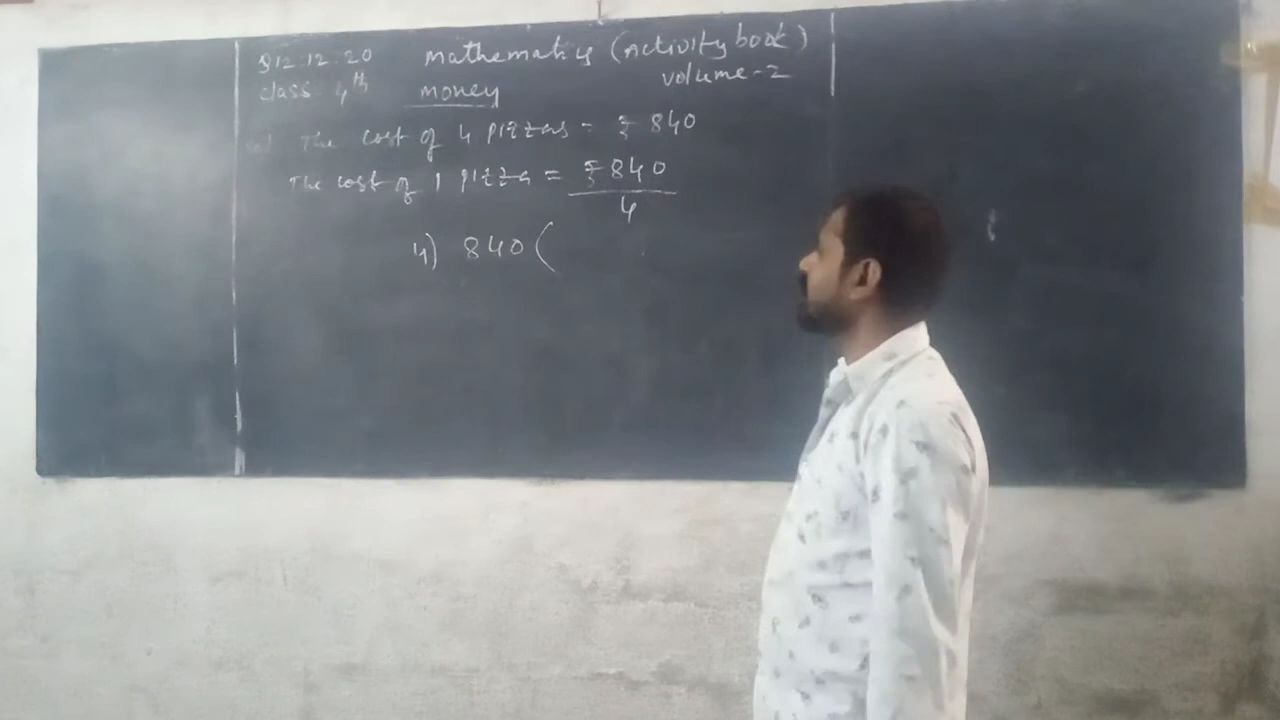 12.12.20 Mathematics (Activity book)
class 4th money volume-2
The cost of 4 pizzas = ₹ 840
The cost of 1 pizza = ₹ 840
4
4) 840 (